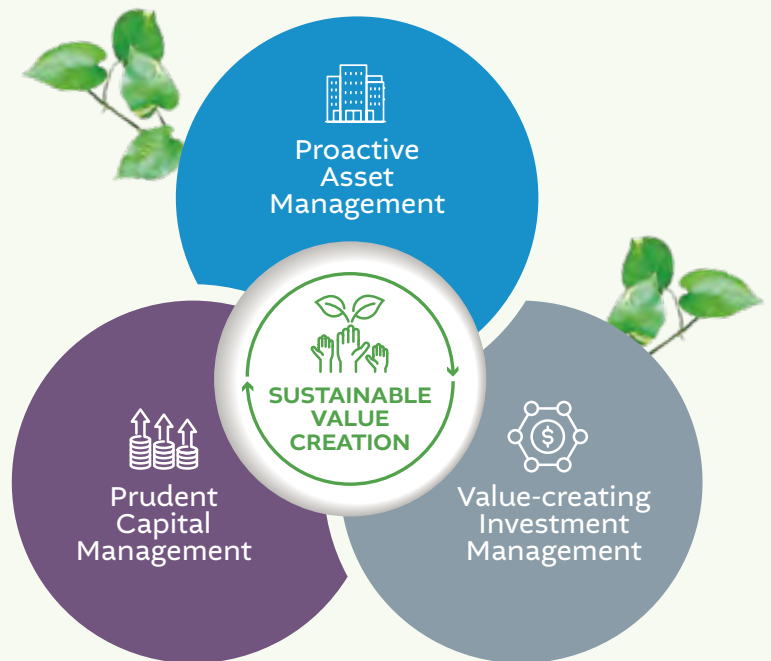 Proactive
Asset
Management
SUSTAINABLE
VALUE
CREATION
Prudent
Capital
Management
Value-creating
Investment
Management
$